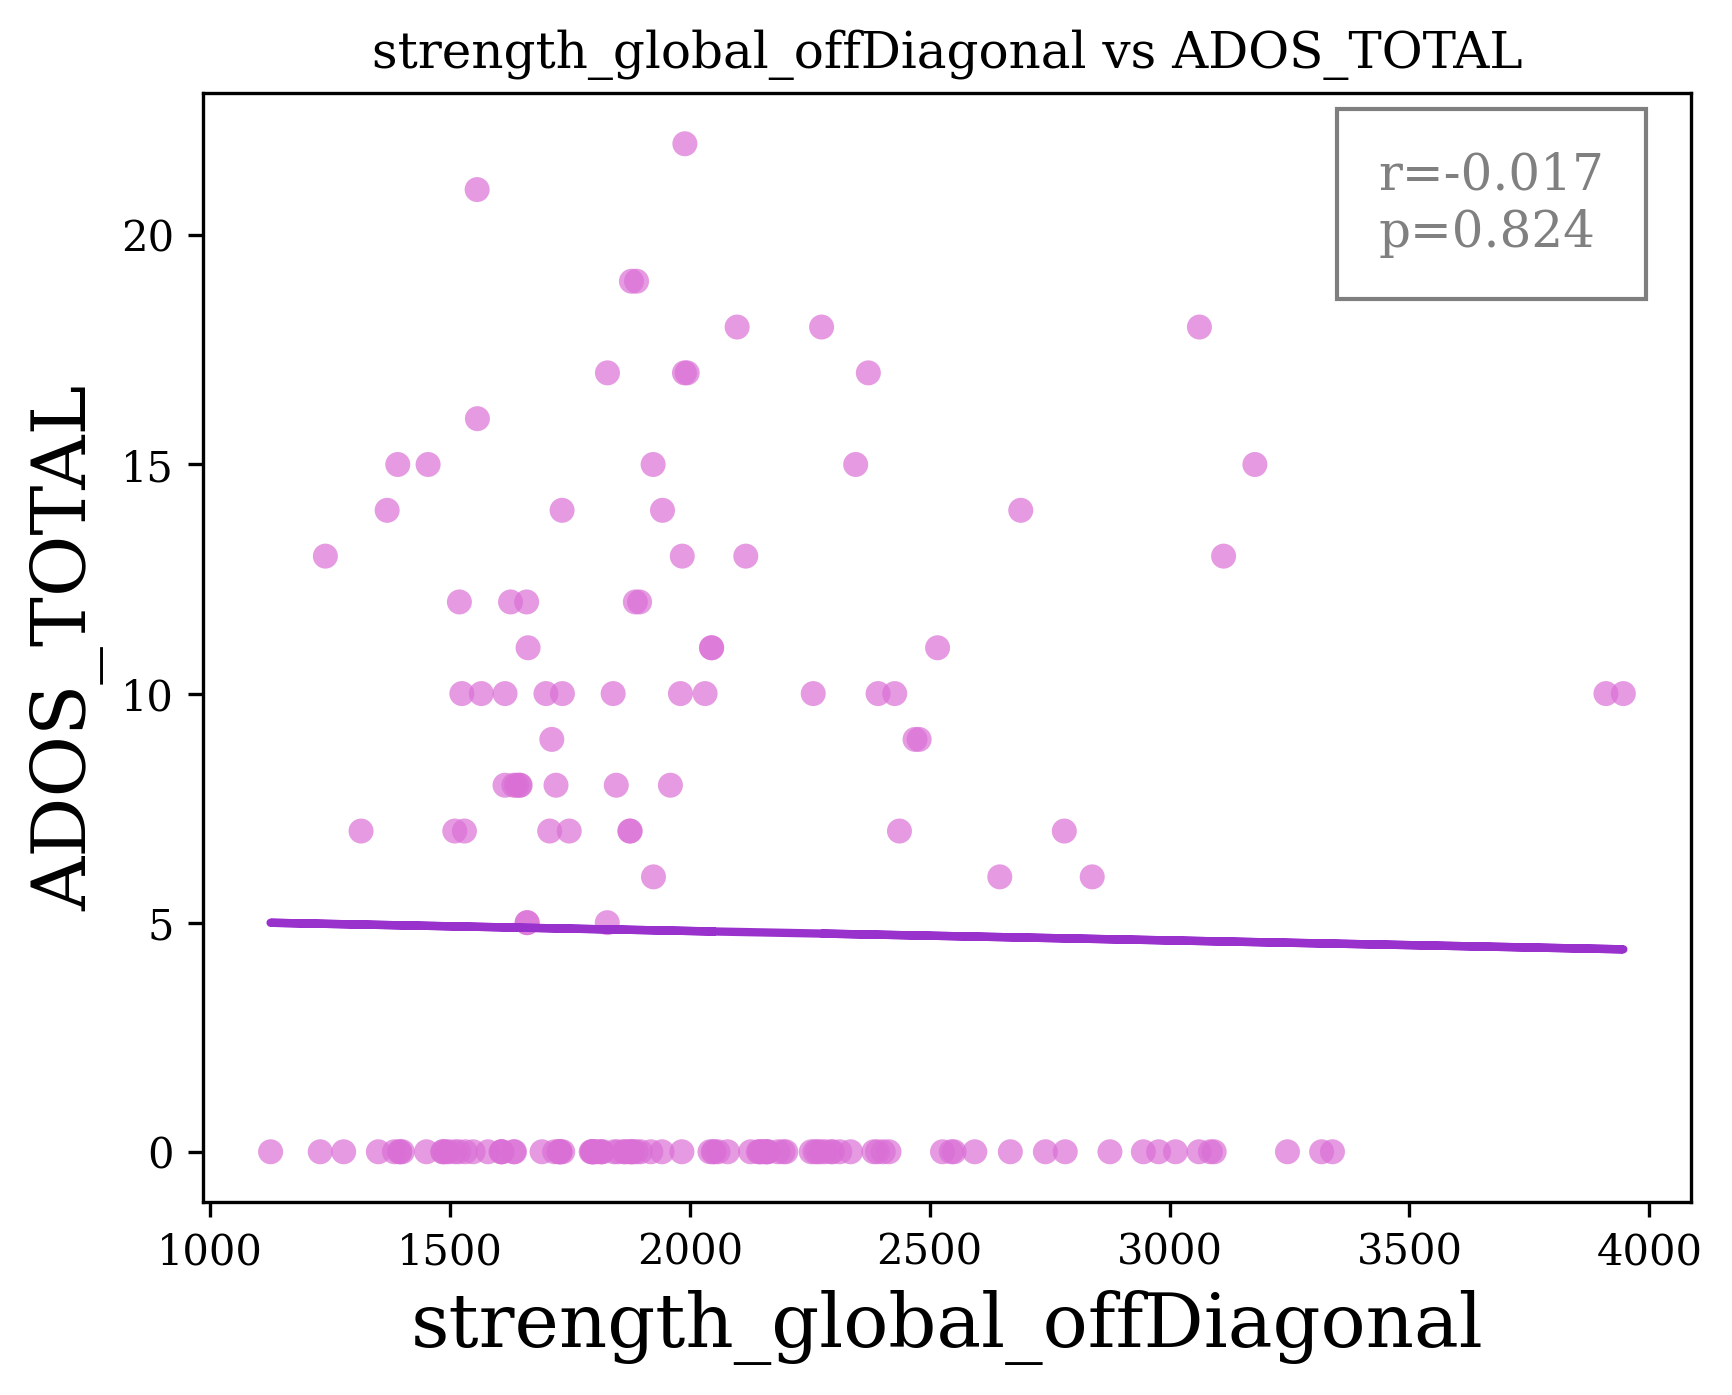 strength_global_offDiagonal vs ADOS_TOTAL
r=-0.017
p=0.824
ADOS_TOTAL
20
15
10
5
0
1000 1500 2000 2500 3000 3500 4000
strength_global_offDiagonal